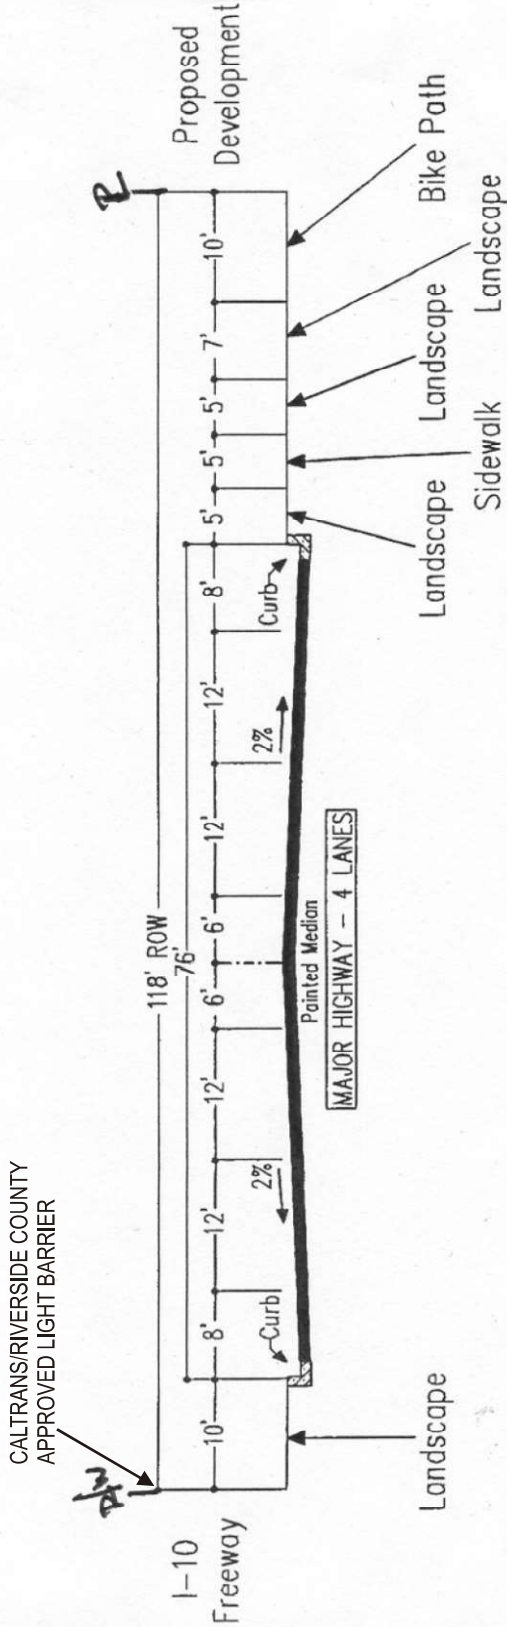 CALTRANS/RIVERSIDE COUNTY
APPROVED LIGHT BARRIER
R/W
118' ROW
76'
I-10
Freeway
10'
8'
12'
12'
6'
6'
12'
12'
8'
5'
5'
5'
7'
10'
Proposed
Development
Curb
2%
2%
Curb
Painted Median
MAJOR HIGHWAY - 4 LANES
Landscape
Landscape
Sidewalk
Landscape
Landscape
Bike Path